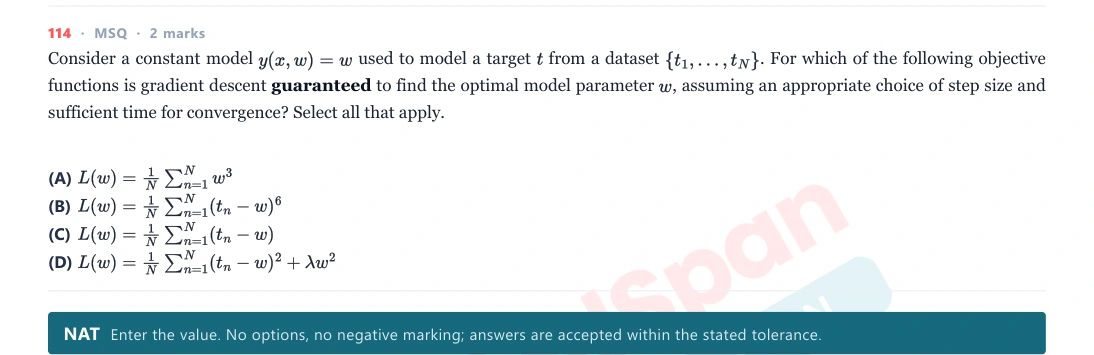 114 · MSQ · 2 marks
Consider a constant model y(x, w) = w used to model a target t from a dataset {t₁, . . . , t_N}. For which of the following objective
functions is gradient descent guaranteed to find the optimal model parameter w, assuming an appropriate choice of step size and
sufficient time for convergence? Select all that apply.
(A) L(w) = 1/N ∑_{n=1}^{N} w³
(B) L(w) = 1/N ∑_{n=1}^{N} (t_n − w)⁶
(C) L(w) = 1/N ∑_{n=1}^{N} (t_n − w)
(D) L(w) = 1/N ∑_{n=1}^{N} (t_n − w)² + λw²
NAT Enter the value. No options, no negative marking; answers are accepted within the stated tolerance.